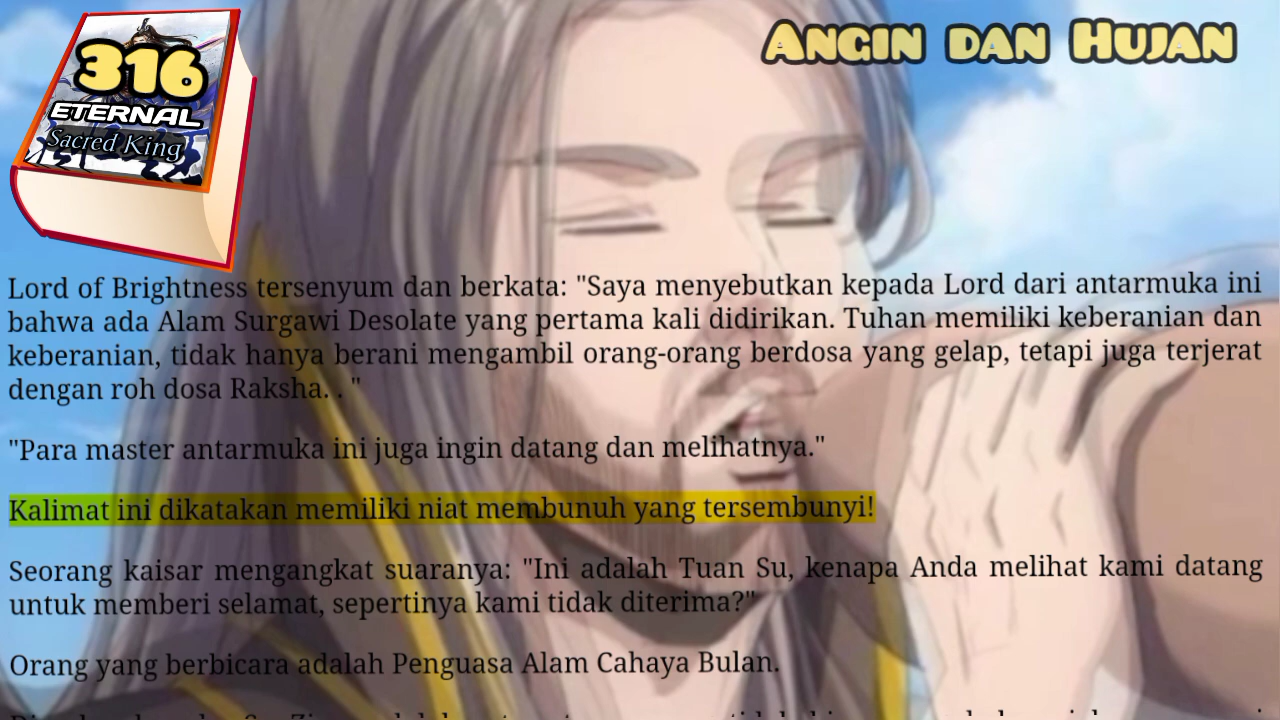 Angin dan Hujan
316
ETERNAL
Sacred King
Lord of Brightness tersenyum dan berkata: "Saya menyebutkan kepada Lord dari antarmuka ini
bahwa ada Alam Surgawi Desolate yang pertama kali didirikan. Tuhan memiliki keberanian dan
keberanian, tidak hanya berani mengambil orang-orang berdosa yang gelap, tetapi juga terjerat
dengan roh dosa Raksha. . "
"Para master antarmuka ini juga ingin datang dan melihatnya."
Kalimat ini dikatakan memiliki niat membunuh yang tersembunyi!
Seorang kaisar mengangkat suaranya: "Ini adalah Tuan Su, kenapa Anda melihat kami datang
untuk memberi selamat, sepertinya kami tidak diterima?"
Orang yang berbicara adalah Penguasa Alam Cahaya Bulan.